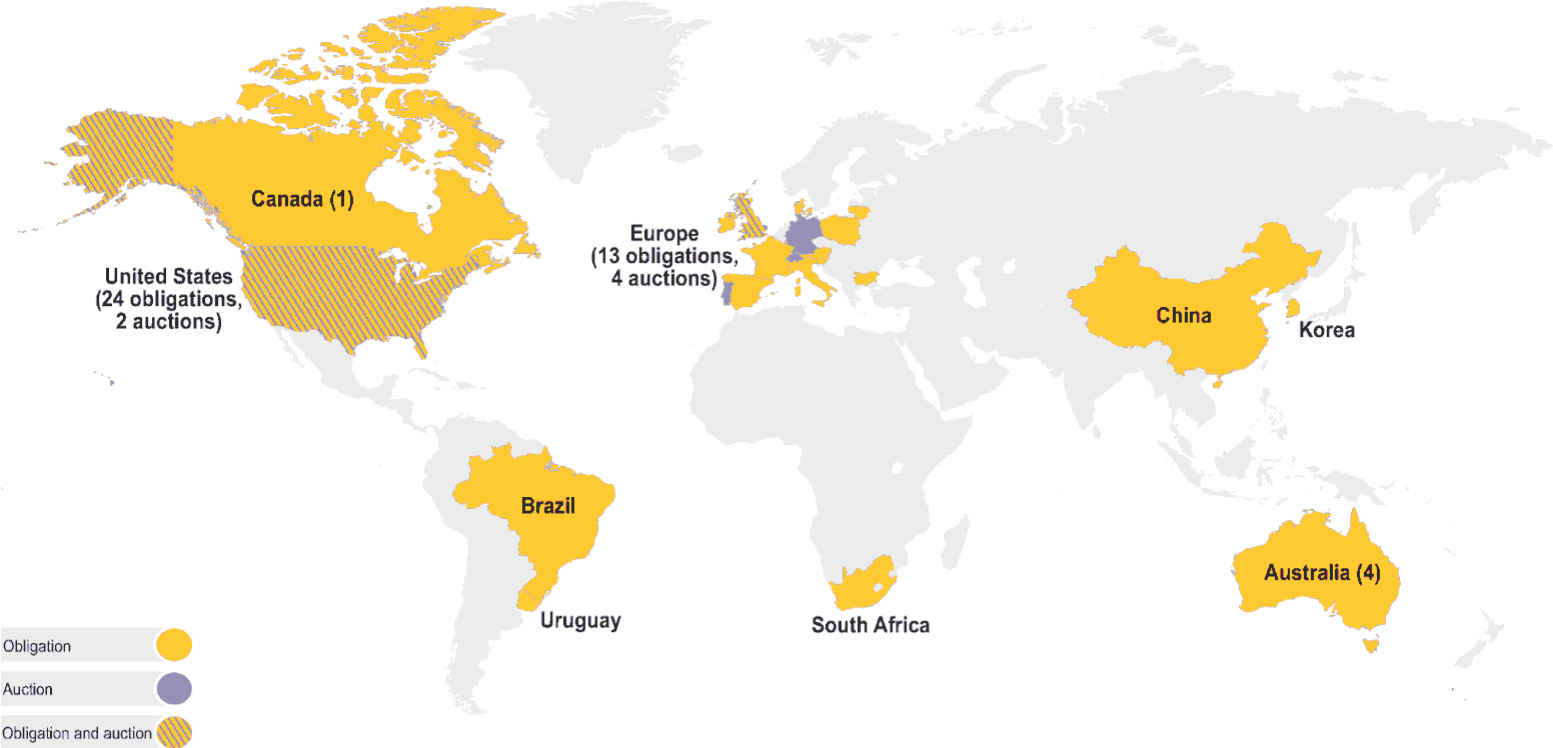 Canada (1)
United States
(24 obligations,
2 auctions)
Europe
(13 obligations,
4 auctions)
China
Korea
Brazil
Uruguay
South Africa
Australia (4)
Obligation
Auction
Obligation and auction